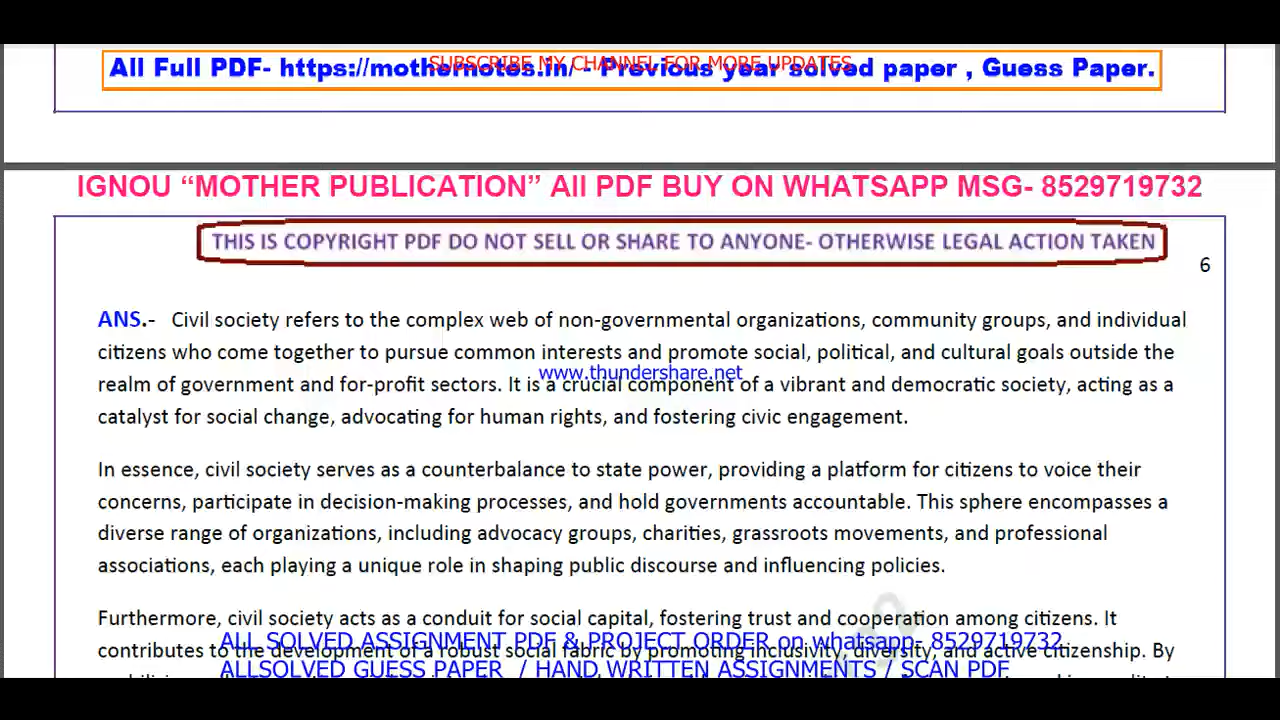 SUBSCRIBE MY CHANNEL FOR MORE UPDATES
All Full PDF- https://mothernotes.in/ - Previous year solved paper , Guess Paper.
IGNOU “MOTHER PUBLICATION” All PDF BUY ON WHATSAPP MSG- 8529719732
THIS IS COPYRIGHT PDF DO NOT SELL OR SHARE TO ANYONE- OTHERWISE LEGAL ACTION TAKEN
6
ANS.- Civil society refers to the complex web of non-governmental organizations, community groups, and individual
citizens who come together to pursue common interests and promote social, political, and cultural goals outside the
www.thundershare.net
realm of government and for-profit sectors. It is a crucial component of a vibrant and democratic society, acting as a
catalyst for social change, advocating for human rights, and fostering civic engagement.
In essence, civil society serves as a counterbalance to state power, providing a platform for citizens to voice their
concerns, participate in decision-making processes, and hold governments accountable. This sphere encompasses a
diverse range of organizations, including advocacy groups, charities, grassroots movements, and professional
associations, each playing a unique role in shaping public discourse and influencing policies.
Furthermore, civil society acts as a conduit for social capital, fostering trust and cooperation among citizens. It
ALL SOLVED ASSIGNMENT PDF & PROJECT ORDER on whatsapp- 8529719732
contributes to the development of a robust social fabric by promoting inclusivity, diversity, and active citizenship. By
ALLSOLVED GUESS PAPER / HAND WRITTEN ASSIGNMENTS / SCAN PDF